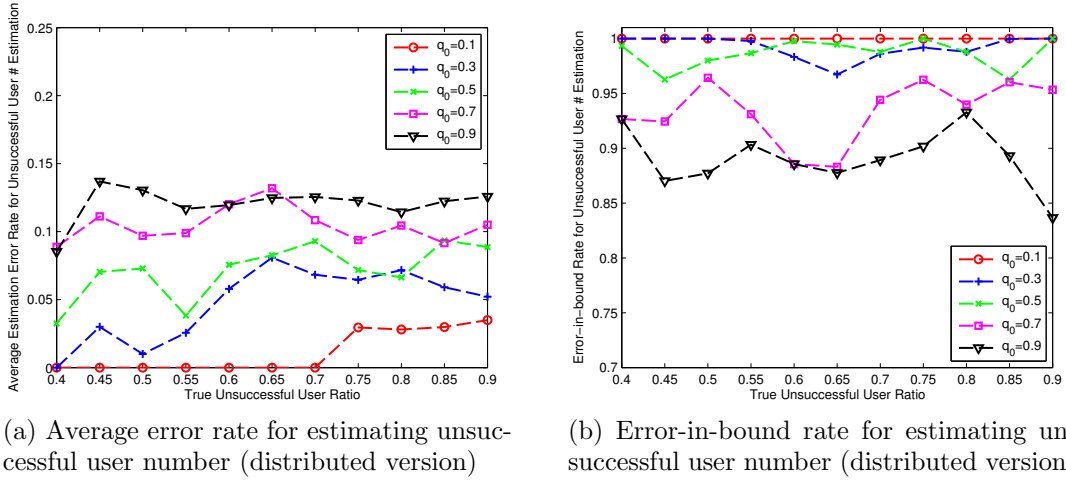 Average Estimation Error Rate for Unsuccessful User # Estimation
0.25
0.2
0.15
0.1
0.05
0
0.4 0.45 0.5 0.55 0.6 0.65 0.7 0.75 0.8 0.85 0.9
True Unsuccessful User Ratio
q0=0.1
q0=0.3
q0=0.5
q0=0.7
q0=0.9
(a) Average error rate for estimating unsuc-
cessful user number (distributed version)
Error-in-bound Rate for Unsuccessful User # Estimation
1
0.95
0.9
0.85
0.8
0.75
0.7
0.4 0.45 0.5 0.55 0.6 0.65 0.7 0.75 0.8 0.85 0.9
True Unsuccessful User Ratio
q0=0.1
q0=0.3
q0=0.5
q0=0.7
q0=0.9
(b) Error-in-bound rate for estimating un
successful user number (distributed version